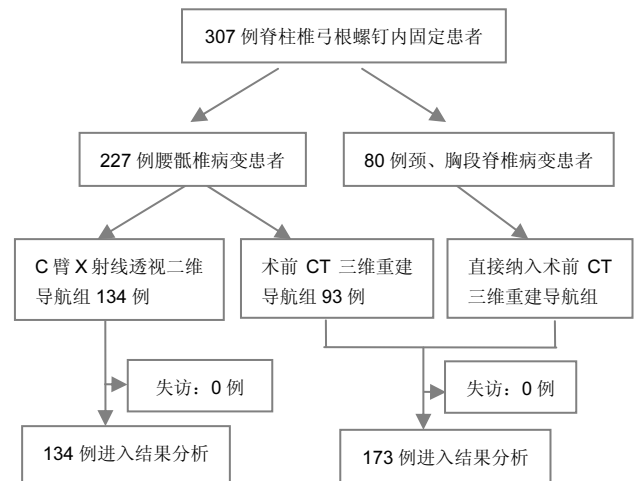 307 例脊柱椎弓根螺钉内固定患者
227 例腰骶椎病变患者
80 例颈、胸段脊椎病变患者
C 臂 X 射线透视二维
导航组 134 例
术前 CT 三维重建
导航组 93 例
直接纳入术前 CT
三维重建导航组
失访：0 例
失访：0 例
134 例进入结果分析
173 例进入结果分析